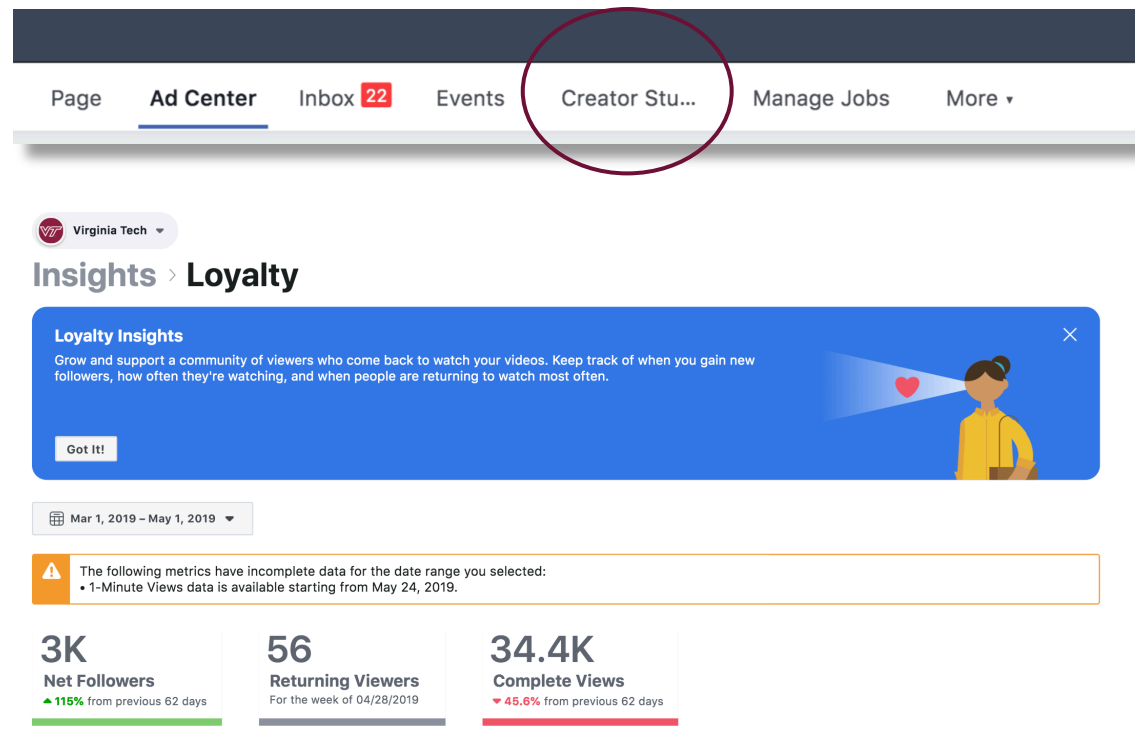 Page Ad Center Inbox 22 Events Creator Stu... Manage Jobs More
VT Virginia Tech
Insights > Loyalty
Loyalty Insights
Grow and support a community of viewers who come back to watch your videos. Keep track of when you gain new
followers, how often they're watching, and when people are returning to watch most often.
Got It!
Mar 1, 2019 – May 1, 2019
The following metrics have incomplete data for the date range you selected:
• 1-Minute Views data is available starting from May 24, 2019.
3K
Net Followers
115% from previous 62 days
56
Returning Viewers
For the week of 04/28/2019
34.4K
Complete Views
45.6% from previous 62 days